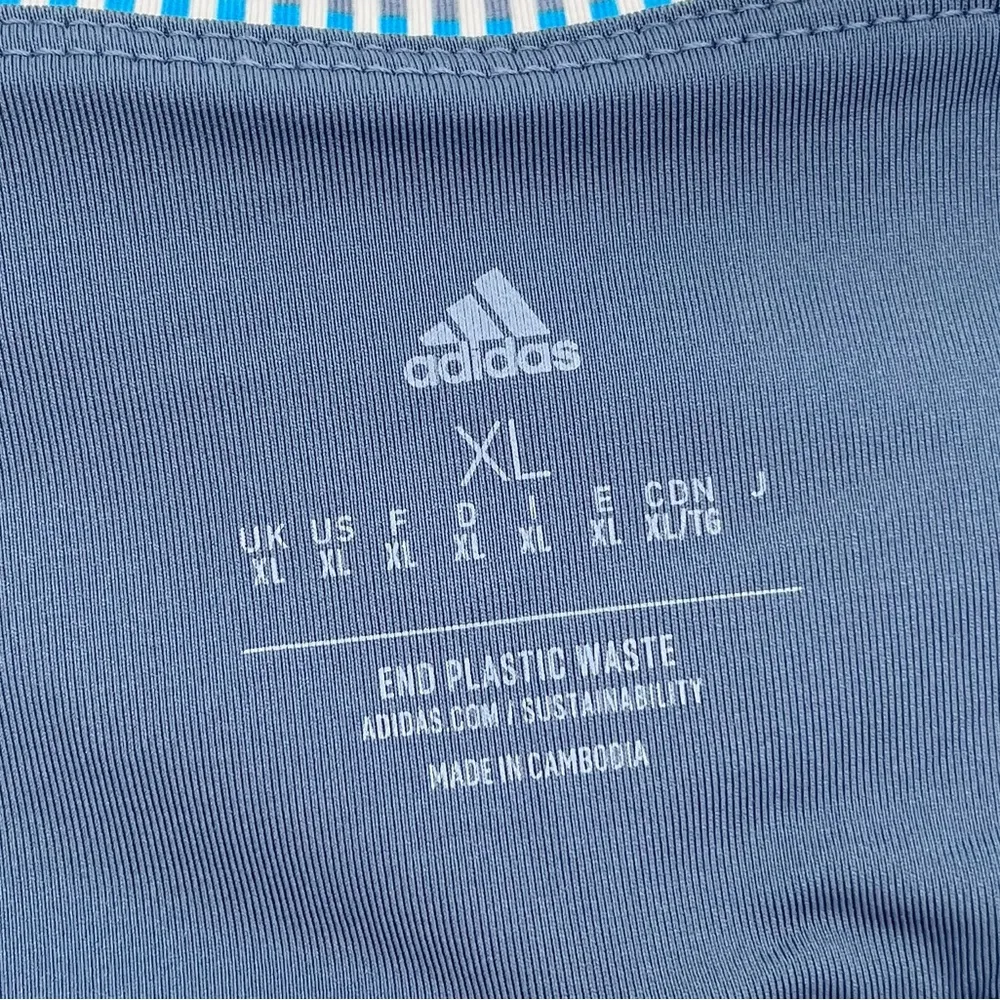 adidas
XL
UK US F D I E CDN J
XL XL XL XL XL XL XL/TG
END PLASTIC WASTE
ADIDAS.COM / SUSTAINABILITY
MADE IN CAMBODIA